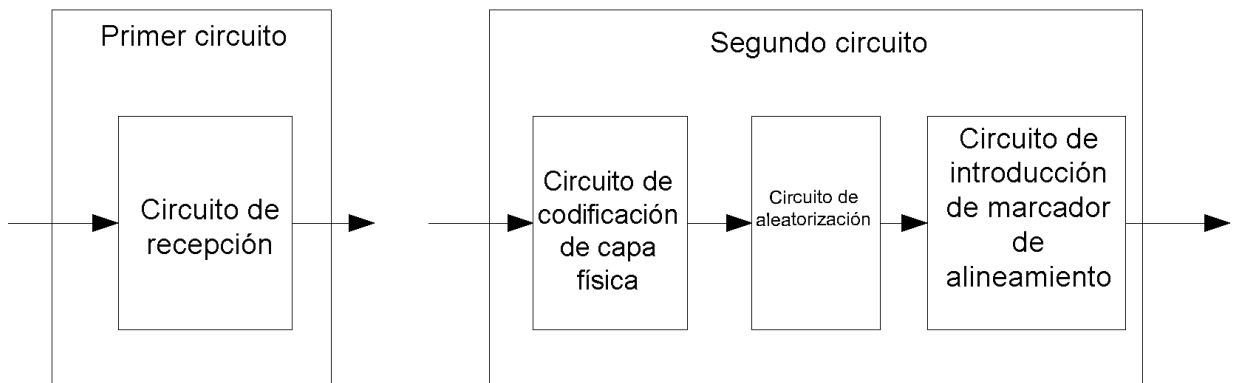 Primer circuito
Circuito de
recepción
Segundo circuito
Circuito de
codificación
de capa
física
Circuito de
aleatorización
Circuito de
introducción
de marcador
de
alineamiento